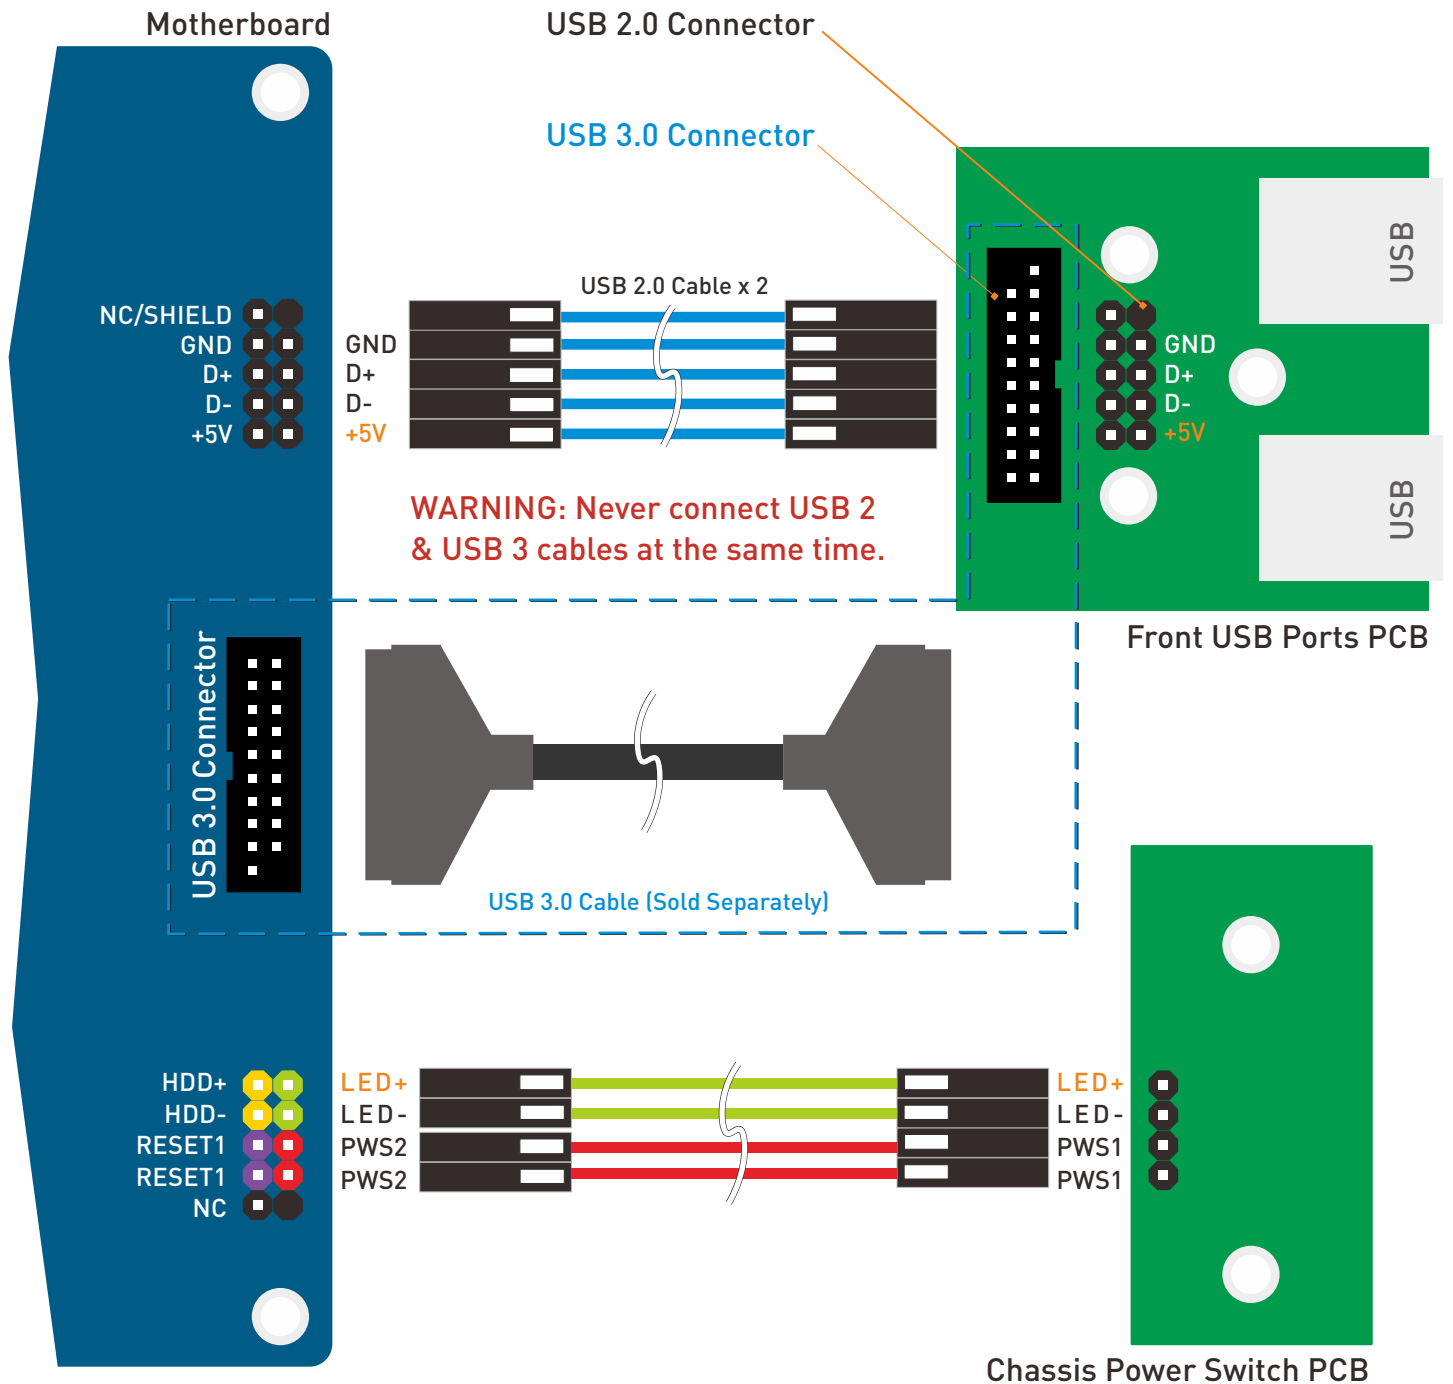 Motherboard
USB 2.0 Connector
USB 3.0 Connector
USB
USB 2.0 Cable x 2
NC/SHIELD
GND
D+
D-
+5V
GND
D+
D-
+5V
GND
D+
D-
+5V
USB
WARNING: Never connect USB 2
& USB 3 cables at the same time.
Front USB Ports PCB
USB 3.0 Connector
USB 3.0 Cable (Sold Separately)
HDD+
HDD-
RESET1
RESET1
NC
LED+
LED-
PWS2
PWS2
LED+
LED-
PWS1
PWS1
Chassis Power Switch PCB